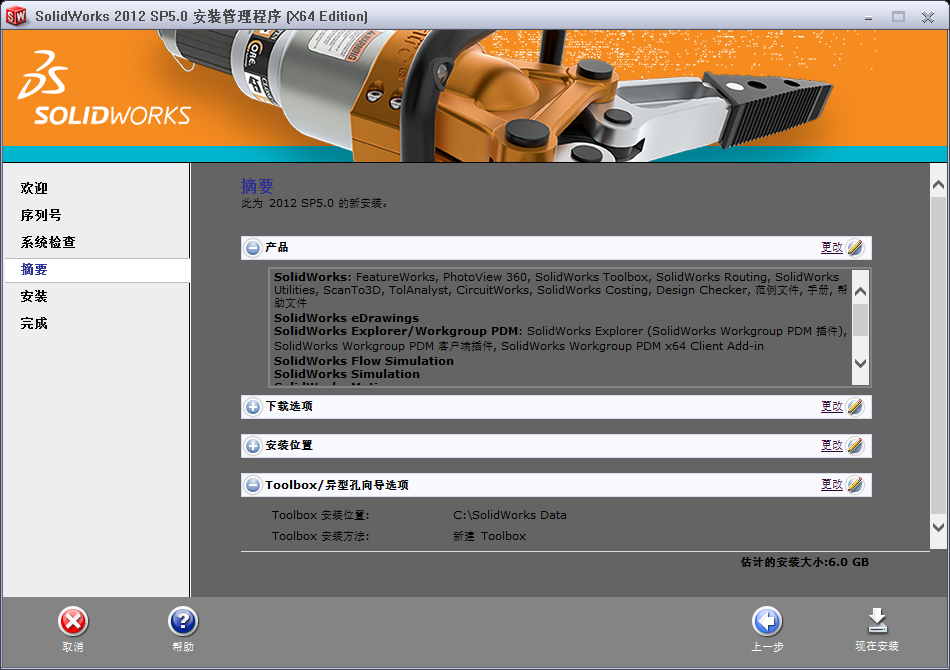 SolidWorks 2012 SP5.0 安装管理程序 (X64 Edition)
SOLIDWORKS
WARNING
欢迎
序列号
系统检查
摘要
安装
完成
摘要
此为 2012 SP5.0 的新安装。
产品
更改
SolidWorks: FeatureWorks, PhotoView 360, SolidWorks Toolbox, SolidWorks Routing, SolidWorks
Utilities, ScanTo3D, TolAnalyst, CircuitWorks, SolidWorks Costing, Design Checker, 范例文件, 手册, 帮
助文件
SolidWorks eDrawings
SolidWorks Explorer/Workgroup PDM: SolidWorks Explorer (SolidWorks Workgroup PDM 插件),
SolidWorks Workgroup PDM 客户端插件, SolidWorks Workgroup PDM x64 Client Add-in
SolidWorks Flow Simulation
SolidWorks Simulation
下载选项
更改
安装位置
更改
Toolbox/异型孔向导选项
更改
Toolbox 安装位置:
C:\SolidWorks Data
Toolbox 安装方法:
新建 Toolbox
估计的安装大小:6.0 GB
取消
帮助
上一步
现在安装